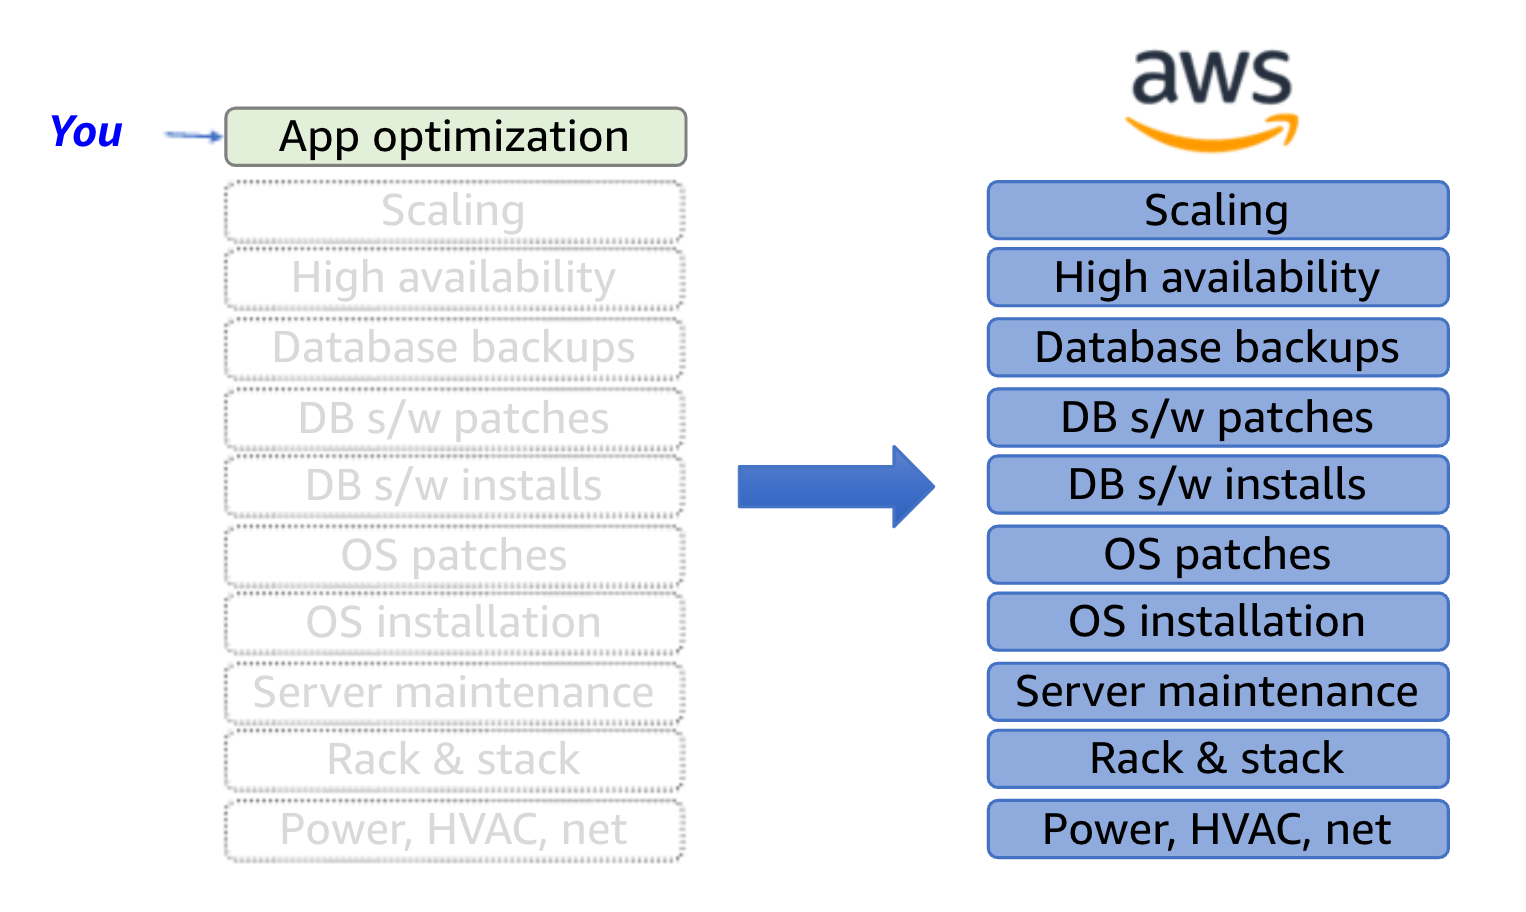 aws
You
App optimization
Scaling
High availability
Database backups
DB s/w patches
DB s/w installs
OS patches
OS installation
Server maintenance
Rack & stack
Power, HVAC, net
Scaling
High availability
Database backups
DB s/w patches
DB s/w installs
OS patches
OS installation
Server maintenance
Rack & stack
Power, HVAC, net